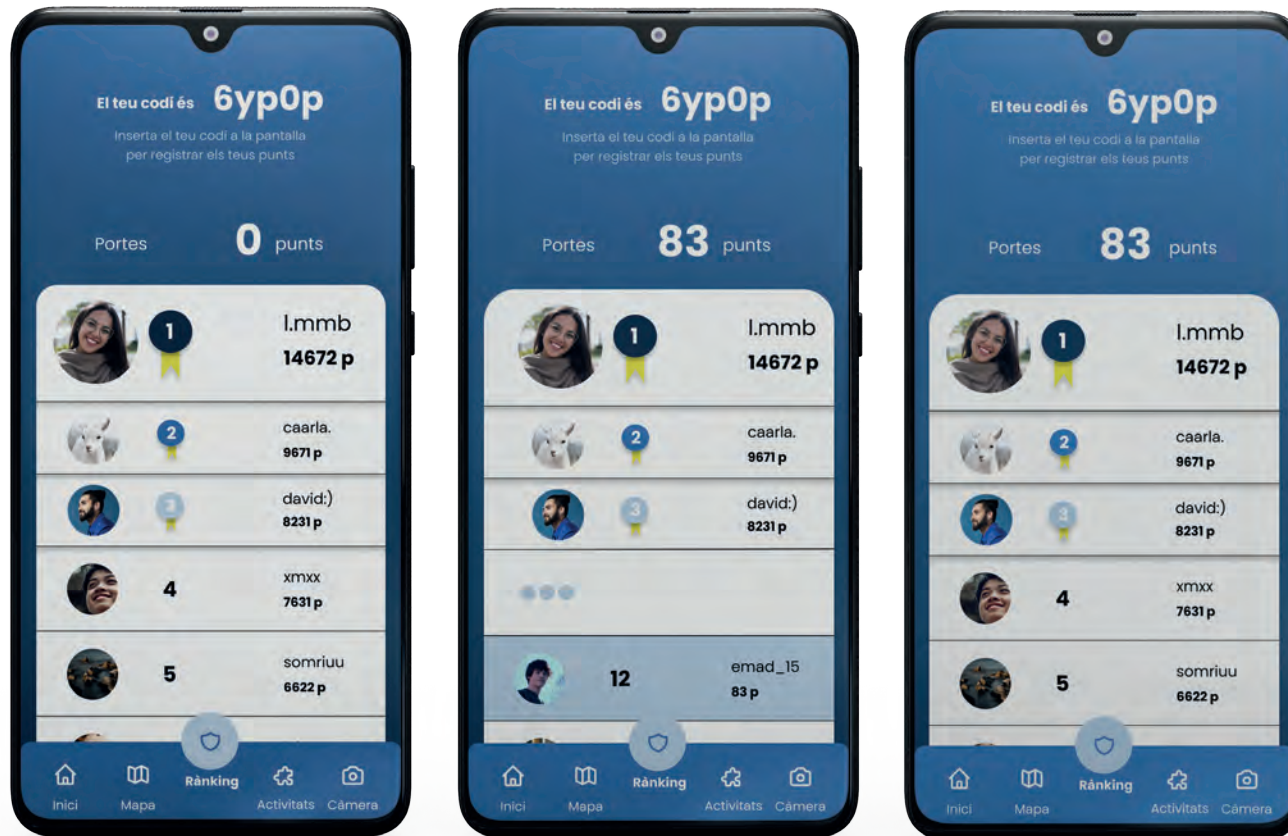 El teu codi és 6yp0p
Inserta el teu codi a la pantalla
per registrar els teus punts
Portes 0 punts
1
l.mmb
14672 p
2
caarla.
9671 p
3
david:)
8231 p
4
xmxx
7631 p
5
somriuu
6622 p
Inici Mapa Rànking Activitats Càmera
El teu codi és 6yp0p
Inserta el teu codi a la pantalla
per registrar els teus punts
Portes 83 punts
1
l.mmb
14672 p
2
caarla.
9671 p
3
david:)
8231 p
12
emad_15
83 p
Inici Mapa Rànking Activitats Càmera
El teu codi és 6yp0p
Inserta el teu codi a la pantalla
per registrar els teus punts
Portes 83 punts
1
l.mmb
14672 p
2
caarla.
9671 p
3
david:)
8231 p
4
xmxx
7631 p
5
somriuu
6622 p
Inici Mapa Rànking Activitats Càmera